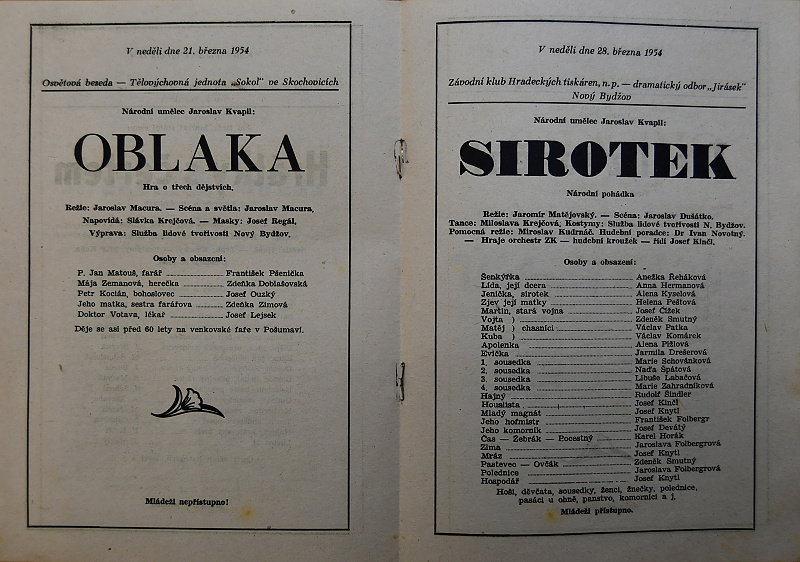 V neděli dne 21. března 1954
Osvětová beseda — Tělovýchovná jednota „Sokol" ve Skochovicích
Národní umělec Jaroslav Kvapil:
OBLAKA
Hra o třech dějstvích.
Režie: Jaroslav Macura. — Scéna a světla: Jaroslav Macura.
Napovídá: Slávka Krejčová. — Masky: Josef Regál.
Výprava: Služba lidové tvořivosti Nový Bydžov.
Osoby a obsazení:
P. Jan Matouš, farář František Pšenička
Mája Zemanová, herečka Zdeňka Doblašovská
Petr Kocián, bohoslovec Josef Ouzký
Jeho matka, sestra farářova Zdeňka Zimová
Doktor Votava, lékař Josef Lejsek
Děje se asi před 60 lety na venkovské faře v Pošumaví.
Mládeži nepřístupno!
V neděli dne 28. března 1954
Závodní klub Hradeckých tiskáren, n. p. — dramatický odbor „Jirásek"
Nový Bydžov
Národní umělec Jaroslav Kvapil:
SIROTEK
Národní pohádka
Režie: Jaromír Matějovský. — Scéna: Jaroslav Dušátko.
Tance: Miloslava Krejčová, Kostymy: Služba lidové tvořivosti N. Bydžov.
Pomocná režie: Miroslav Kudrnáč. Hudební poradce: Dr Ivan Novotný.
— Hraje orchestr ZK — hudební kroužek — řídí Josef Kinčl.
Osoby a obsazení:
Šenkýřka Anežka Řeháková
Lida, její dcera Anna Hermanová
Jenička, sirotek Alena Kyselová
Zjev její matky Helena Peštová
Martin, stará vojna Josef Čížek
Vojta ) Zdeněk Smutný
Matěj ) chasníci Václav Patka
Kuba ) Václav Komárek
Apolenka Alena Pižlová
Evička Jarmila Drešerová
1. sousedka Marie Schovánková
2. sousedka Naďa Špátová
3. sousedka Libuše Labačová
4. sousedka Marie Zahradníková
Hajný Rudolf Šindler
Houslista Josef Kinčl
Mladý magnát Josef Knytl
Jeho hofmistr František Folbergr
Jeho komorník Josef Devátý
Čas — Žebrák — Pocestný Karel Horák
Zima Jaroslava Folbergrová
Mráz Josef Knytl
Pastevec — Ovčák Zdeněk Smutný
Polednice Jaroslava Folbergrová
Hospodář Josef Knytl
Hoši, děvčata, sousedky, ženci, žnečky, polednice,
pasáci u ohně, panstvo, komorníci a j.
Mládeži přístupno.